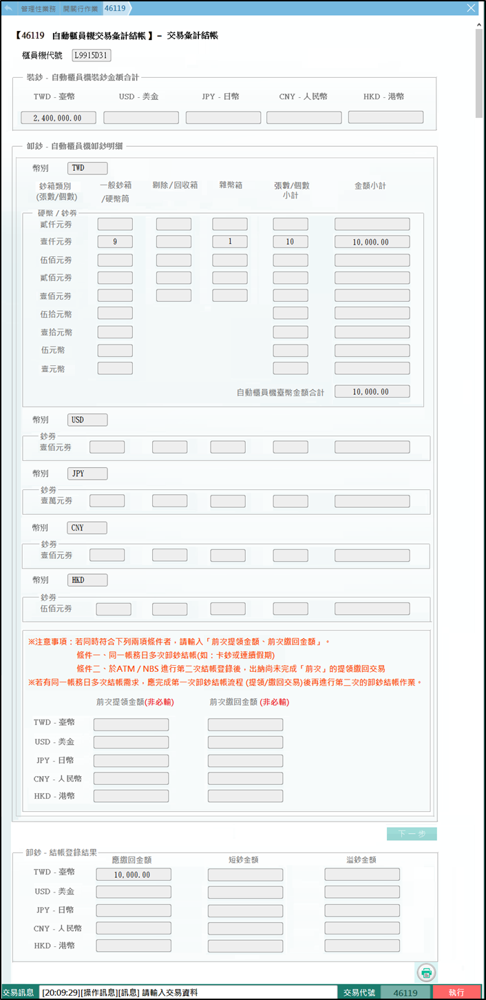 管理性業務 開關行作業 46119
【46119 自動櫃員機交易彙計結帳】- 交易彙計結帳
櫃員機代號 L9915D31
裝鈔 - 自動櫃員機裝鈔金額合計
TWD - 臺幣 USD - 美金 JPY - 日幣 CNY - 人民幣 HKD - 港幣
2,400,000.00
卸鈔 - 自動櫃員機卸鈔明細
幣別 TWD
鈔箱類別 一般鈔箱 剔除/回收箱 雜幣箱 張數/個數 金額小計
(張數/個數) /硬幣筒 小計
硬幣 / 鈔券
貳仟元券
壹仟元券 9 1 10 10,000.00
伍佰元券
貳佰元券
壹佰元券
伍拾元幣
壹拾元幣
伍元幣
壹元幣
自動櫃員機臺幣金額合計 10,000.00
幣別 USD
鈔券
壹佰元券
幣別 JPY
鈔券
壹萬元券
幣別 CNY
鈔券
壹佰元券
幣別 HKD
鈔券
伍佰元券
※注意事項：若同時符合下列兩項條件者，請輸入「前次提領金額、前次繳回金額」。
條件一、同一帳務日多次卸鈔結帳(如：卡鈔或連續假期)
條件二、於ATM / NBS 進行第二次結帳登錄後，出納尚未完成「前次」的提領繳回交易
※若有同一帳務日多次結帳需求，應完成第一次卸鈔結帳流程 (提領/繳回交易)後再進行第二次的卸鈔結帳作業。
前次提領金額(非必輸) 前次繳回金額 (非必輸)
TWD - 臺幣
USD - 美金
JPY - 日幣
CNY - 人民幣
HKD - 港幣
下一步
卸鈔 - 結帳登錄結果
應繳回金額 短鈔金額 溢鈔金額
TWD - 臺幣 10,000.00
USD - 美金
JPY - 日幣
CNY - 人民幣
HKD - 港幣
交易訊息 [20:09:29][操作訊息][訊息] 請輸入交易資料 交易代號 46119 執行